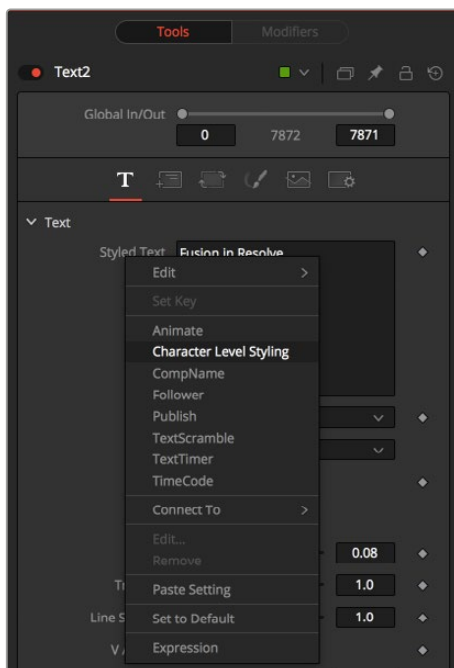 Tools Modifiers
Text2
Global In/Out
0 7872 7871
T
Text
Styled Text Fusion in Resolve
Edit
Set Key
Animate
Character Level Styling
CompName
Follower
Publish
TextScramble
TextTimer
TimeCode
Connect To
Edit...
0.08
Remove
Paste Setting 1.0
Line S Set to Default 1.0
V Expression